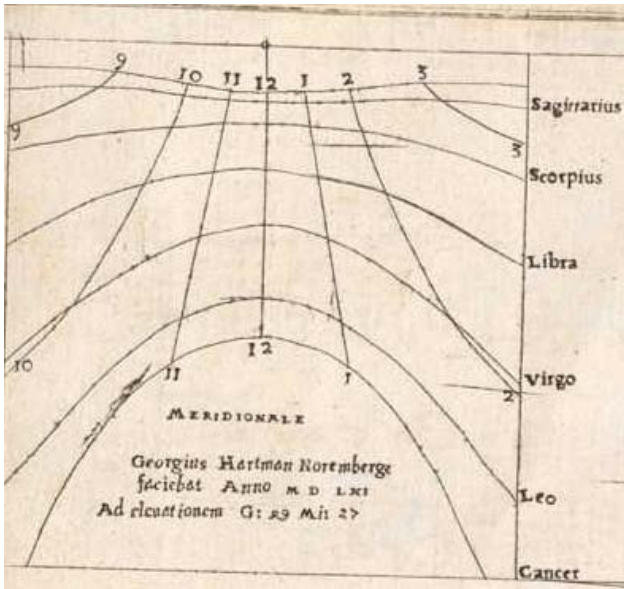 9 10 11 12 1 2 3
Sagittarius
9 3
Scorpius
Libra
10 11 12 1 2
Virgo
MERIDIONALE
Georgius Hartman Noremberge
faciebat Anno M D LXI
Ad elevationem G: 49 Mi: 27
Leo
Cancer